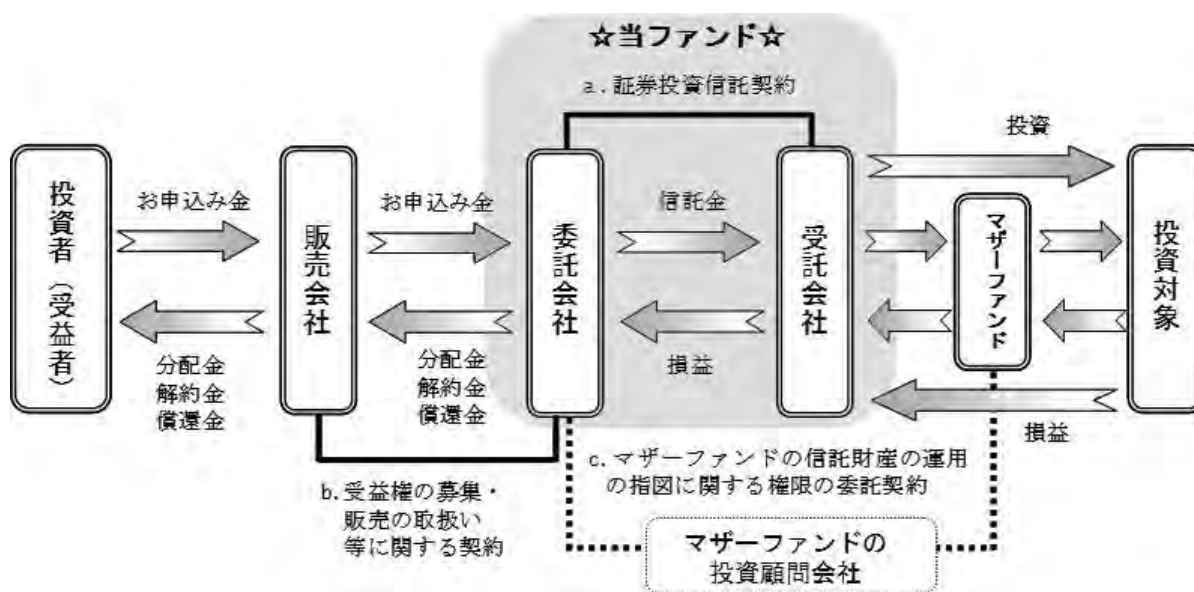 ☆当ファンド☆
a.証券投資信託契約
投資者(受益者)
お申込み金
分配金
解約金
償還金
販売会社
お申込み金
分配金
解約金
償還金
委託会社
信託金
損益
受託会社
投資
マザーファンド
損益
投資対象
b.受益権の募集・
販売の取扱い
等に関する契約
c.マザーファンドの信託財産の運用
の指図に関する権限の委託契約
マザーファンドの
投資顧問会社